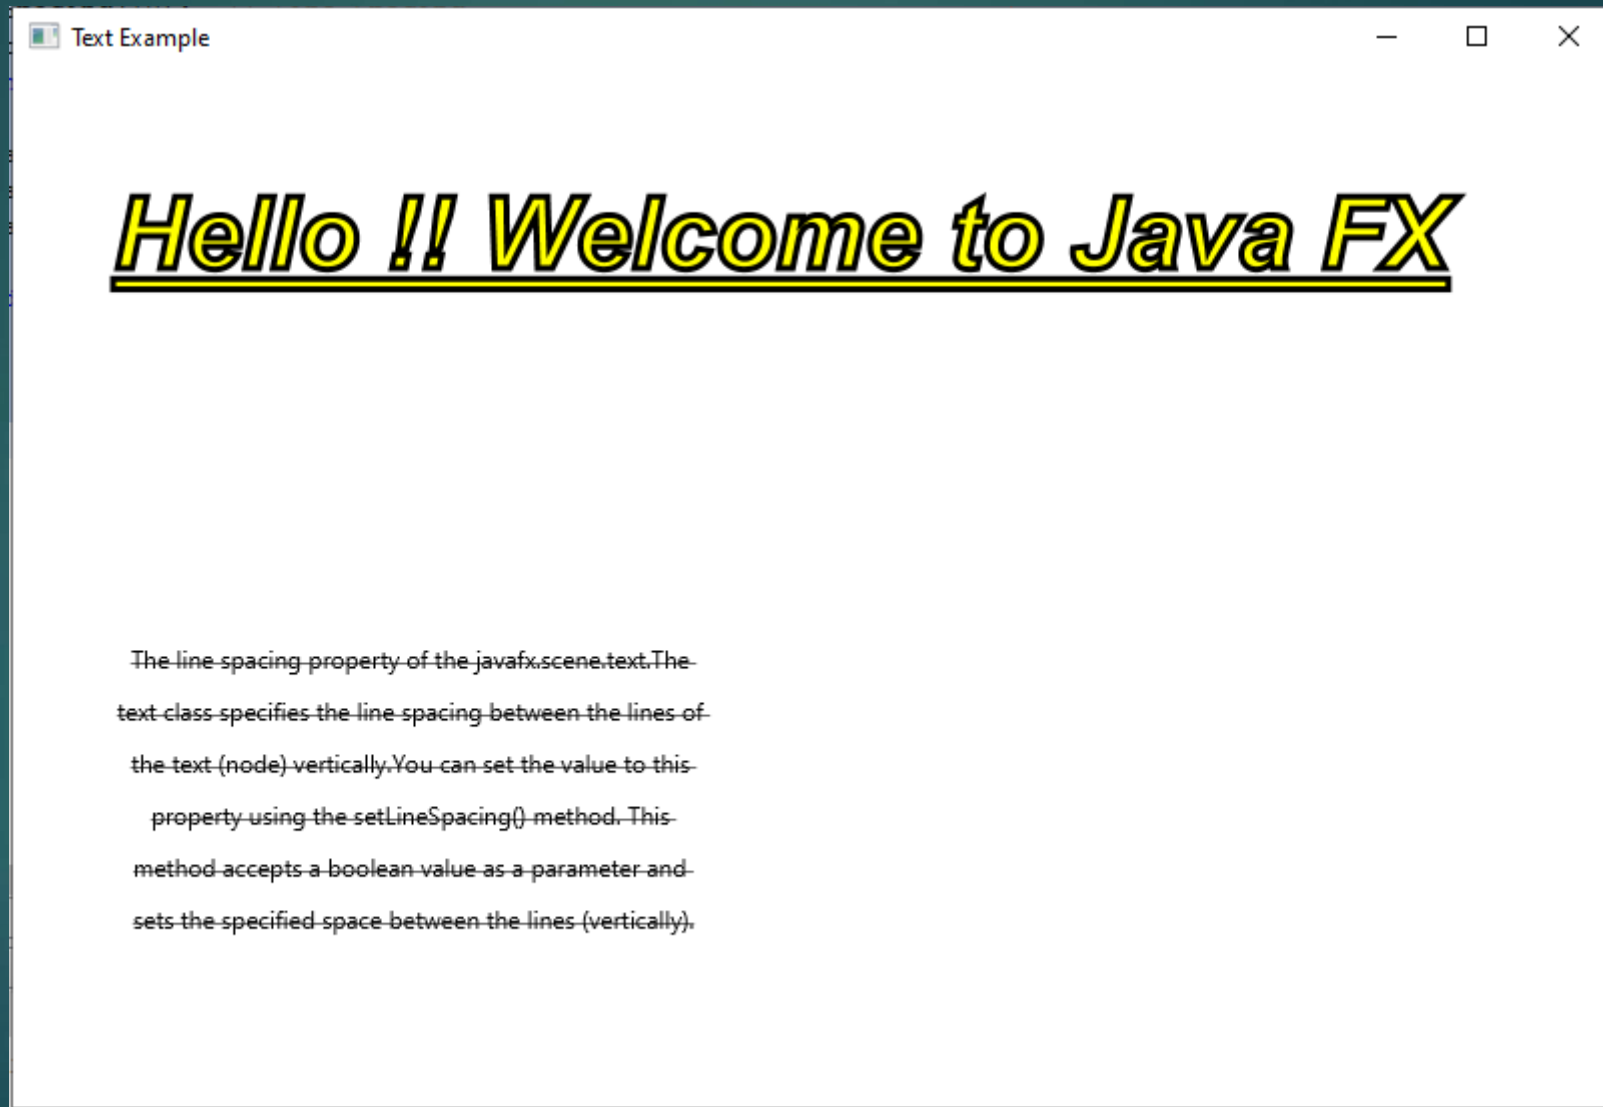 Text Example
Hello !! Welcome to Java FX
The line spacing property of the javafx.scene.text.The
text class specifies the line spacing between the lines of
the text (node) vertically.You can set the value to this
property using the setLineSpacing() method. This
method accepts a boolean value as a parameter and
sets the specified space between the lines (vertically).